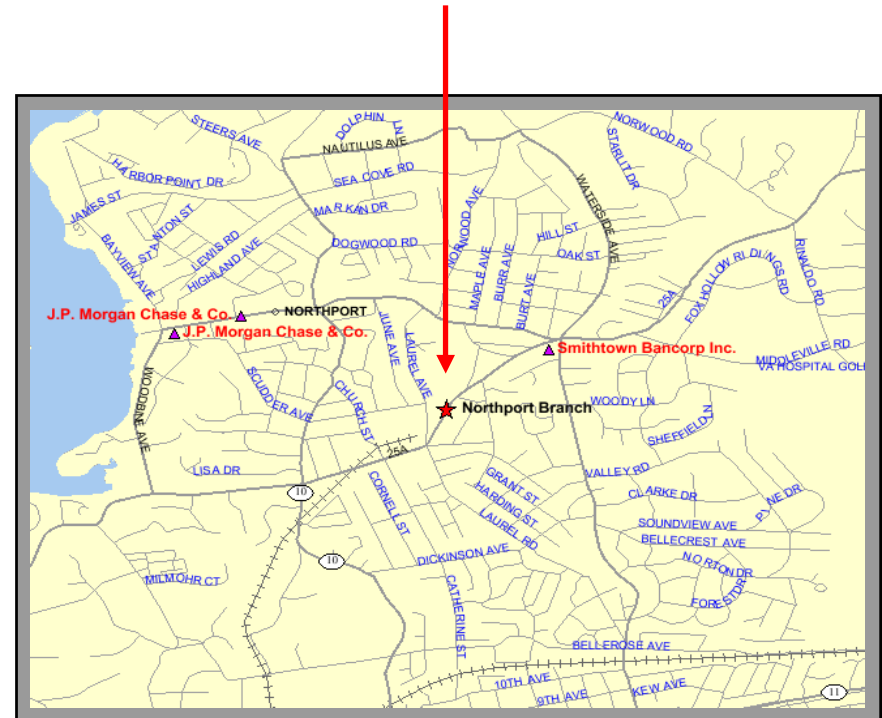 DOLPHIN LN
STEERS AVE
NORWOOD RD
NAUTILUS AVE
STARLIT DR
HARBOR POINT DR
SEA COVE RD
JAMES ST
STANTON ST
MARKAN DR
NORWOOD AVE
WATERSIDE AVE
BAYVIEW AVE
LEWIS RD
HIGHLAND AVE
DOGWOOD RD
HILL ST
OAK ST
MAPLE AVE
BURR AVE
BURT AVE
25A
FOX HOLLOW RIDLINGS RD
RINALDO RD
J.P. Morgan Chase & Co.
NORTHPORT
J.P. Morgan Chase & Co.
JUNE AVE
LAUREL AVE
Smithtown Bancorp Inc.
MIDDLEVILLE RD
VA HOSPITAL GOLF
WOODBINE AVE
SCUDDER AVE
CHURCH ST
Northport Branch
WOODY LN
SHEFFIELD LN
25A
LISA DR
VALLEY RD
10
CORNELL ST
GRANT ST
HARDING ST
LAUREL RD
CLARKE DR
PINE DR
SOUNDVIEW AVE
BELLECREST AVE
10
DICKINSON AVE
NORTON DR
MILMOHR CT
CATHERINE ST
FOREST DR
BELLEROSE AVE
10TH AVE
9TH AVE
KEW AVE
11